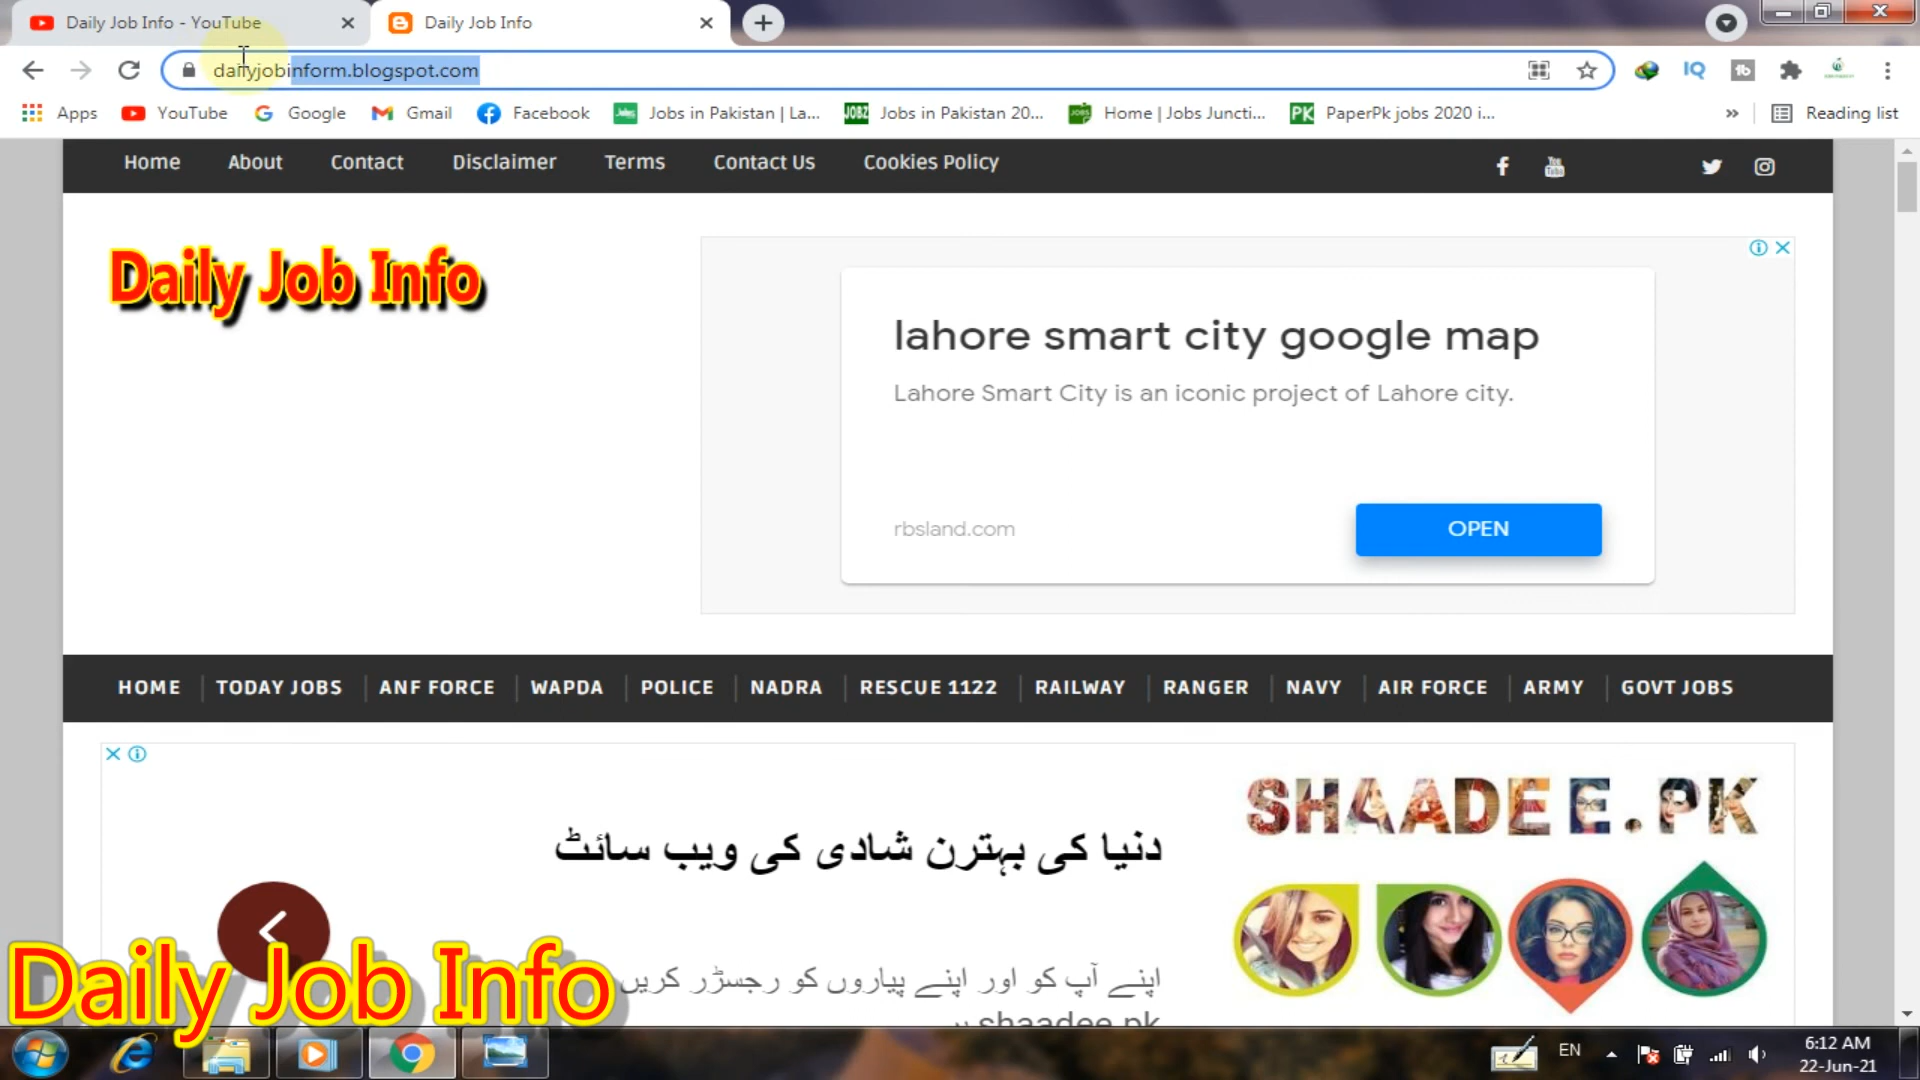 Daily Job Info - YouTube
Daily Job Info
dailyjobinform.blogspot.com
Apps YouTube Google Gmail Facebook Jobs in Pakistan | La... JOBZ Jobs in Pakistan 20... Home | Jobs Juncti... PK PaperPk jobs 2020 i... » Reading list
Home About Contact Disclaimer Terms Contact Us Cookies Policy
Daily Job Info
lahore smart city google map
Lahore Smart City is an iconic project of Lahore city.
rbsland.com
OPEN
HOME TODAY JOBS ANF FORCE WAPDA POLICE NADRA RESCUE 1122 RAILWAY RANGER NAVY AIR FORCE ARMY GOVT JOBS
SHAADEE.PK
دنیا کی بہترن شادی کی ویب سائٹ
اپنے آپ کو اور اپنے پیاروں کو رجسڑر کریں
shaadee.pk
Daily Job Info
EN
6:12 AM
22-Jun-21